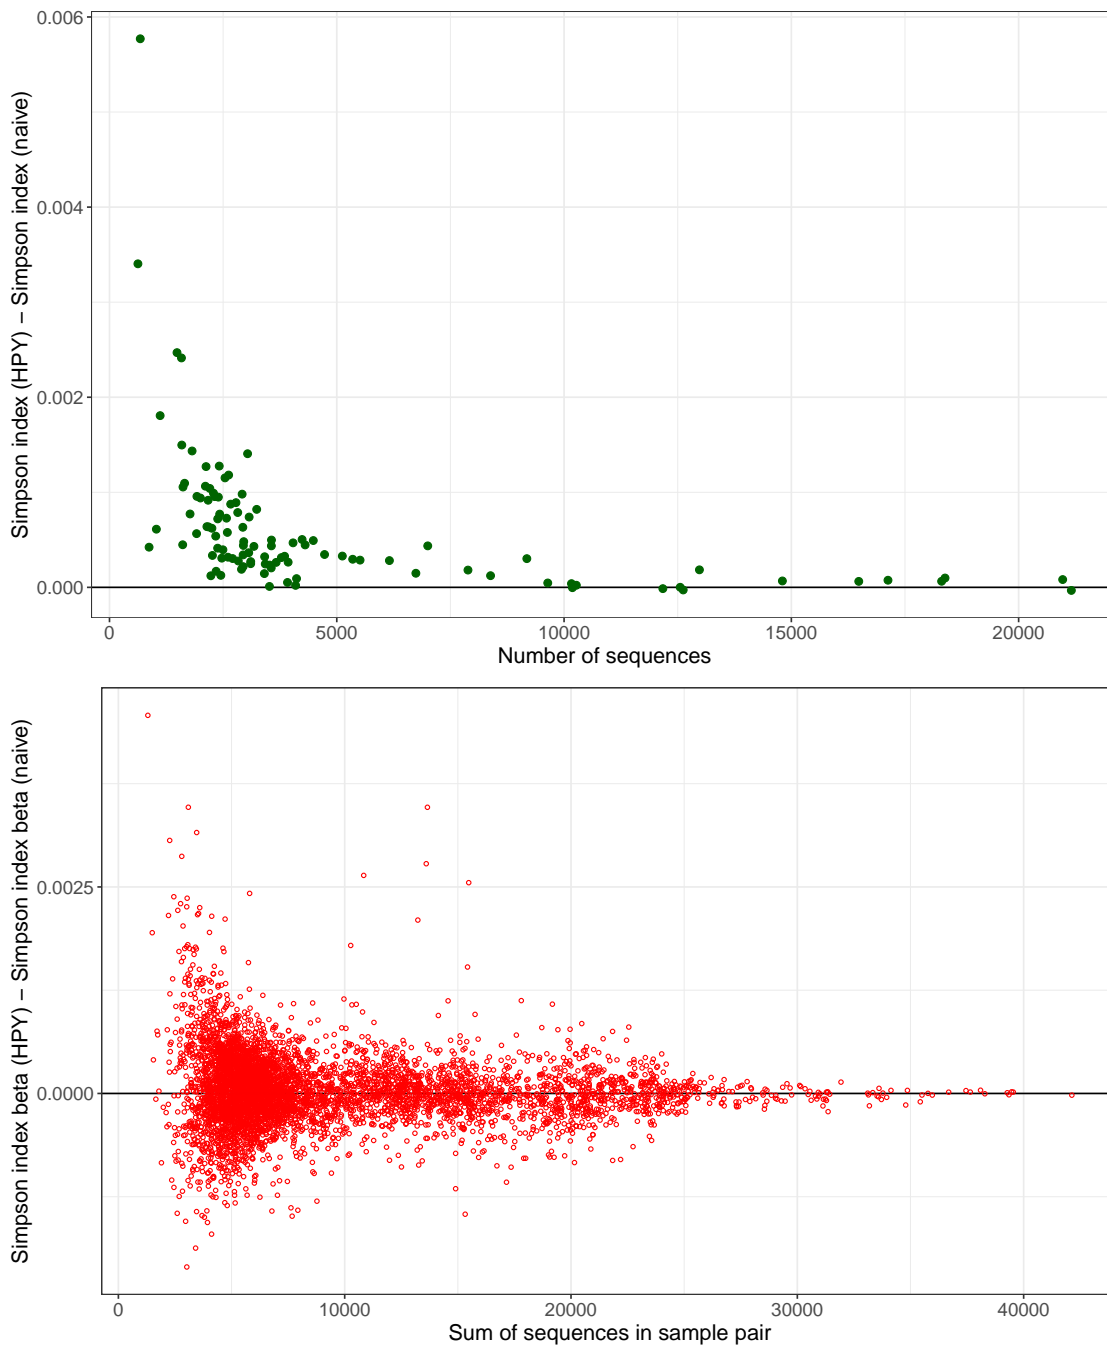 Simpson index (HPY) − Simpson index (naive)
0.006
0.004
0.002
0.000
0 5000 10000 15000 20000
Number of sequences
Simpson index beta (HPY) − Simpson index beta (naive)
0.0025
0.0000
0 10000 20000 30000 40000
Sum of sequences in sample pair